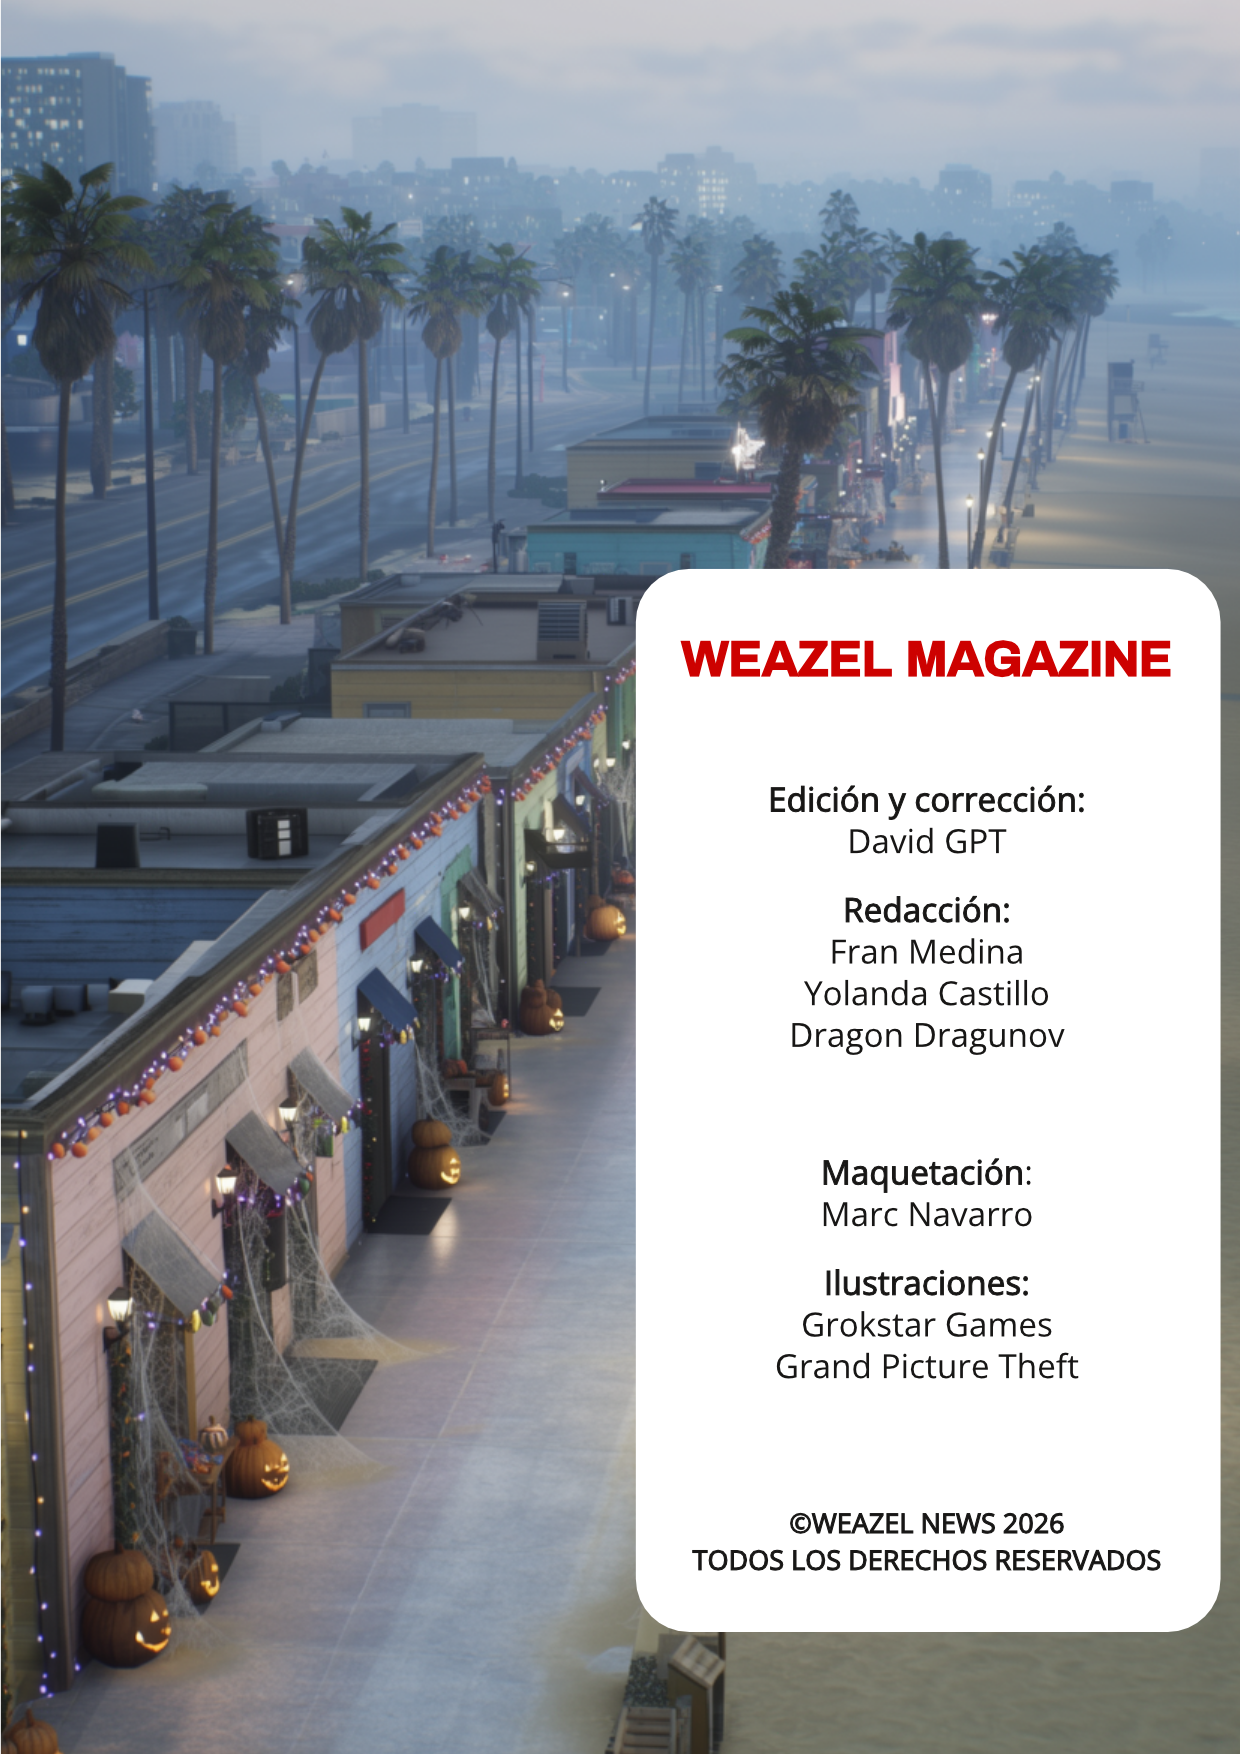 WEAZEL MAGAZINE
Edición y corrección:
David GPT
Redacción:
Fran Medina
Yolanda Castillo
Dragon Dragunov
Maquetación:
Marc Navarro
Ilustraciones:
Grokstar Games
Grand Picture Theft
©WEAZEL NEWS 2026
TODOS LOS DERECHOS RESERVADOS